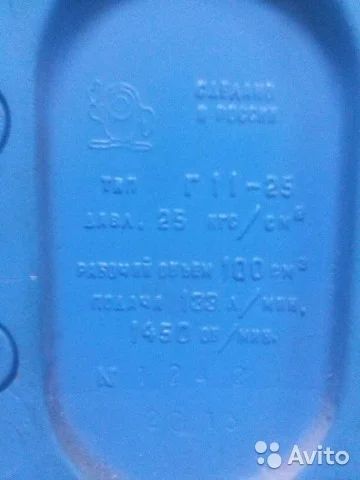 СДЕЛАНО
В РОССИИ
ТИП Г 11-25
ДАВЛ. 25 КГС/СМ²
РАБОЧИЙ ОБЪЕМ 100 СМ³
ПОДАЧА 133 Л/МИН.
1450 ОБ/МИН.
N
Avito